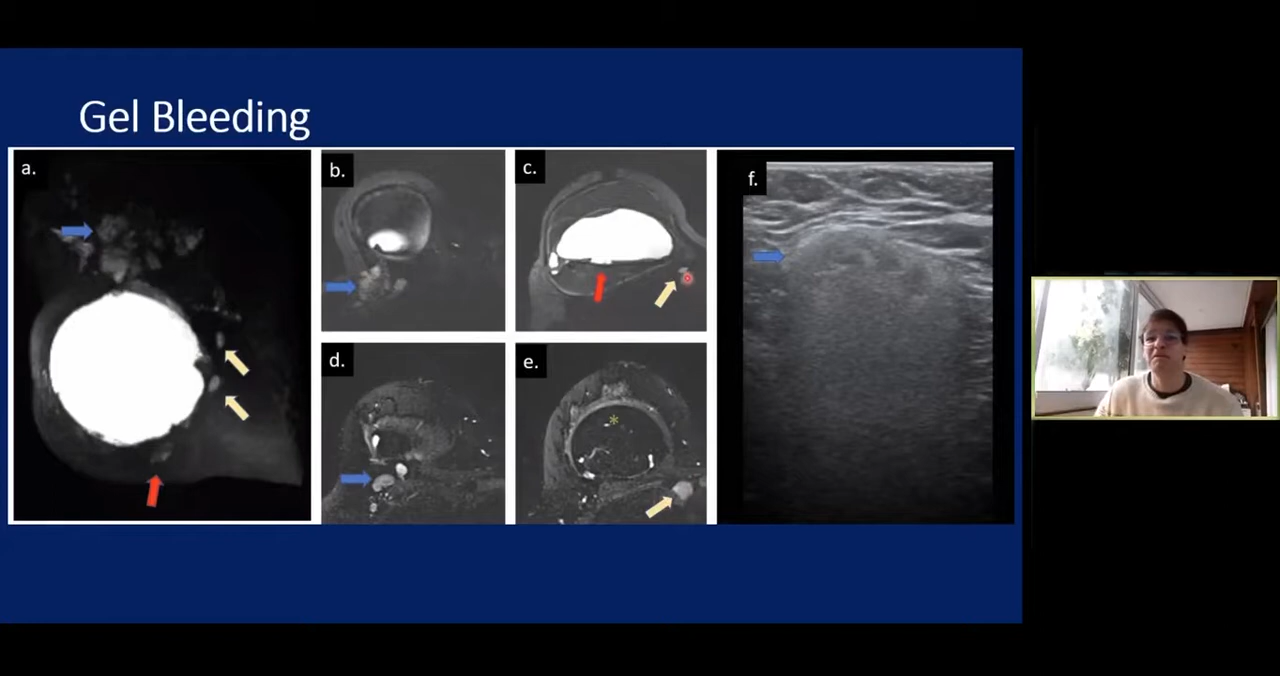 Gel Bleeding
a.
b.
c.
f.
d.
e.
*